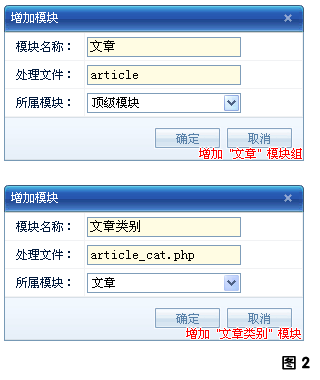 增加模块
模块名称： 文章
处理文件： article
所属模块： 顶级模块
确定 取消
增加 "文章" 模块组
增加模块
模块名称： 文章类别
处理文件： article_cat.php
所属模块： 文章
确定 取消
增加 "文章类别" 模块
图 2